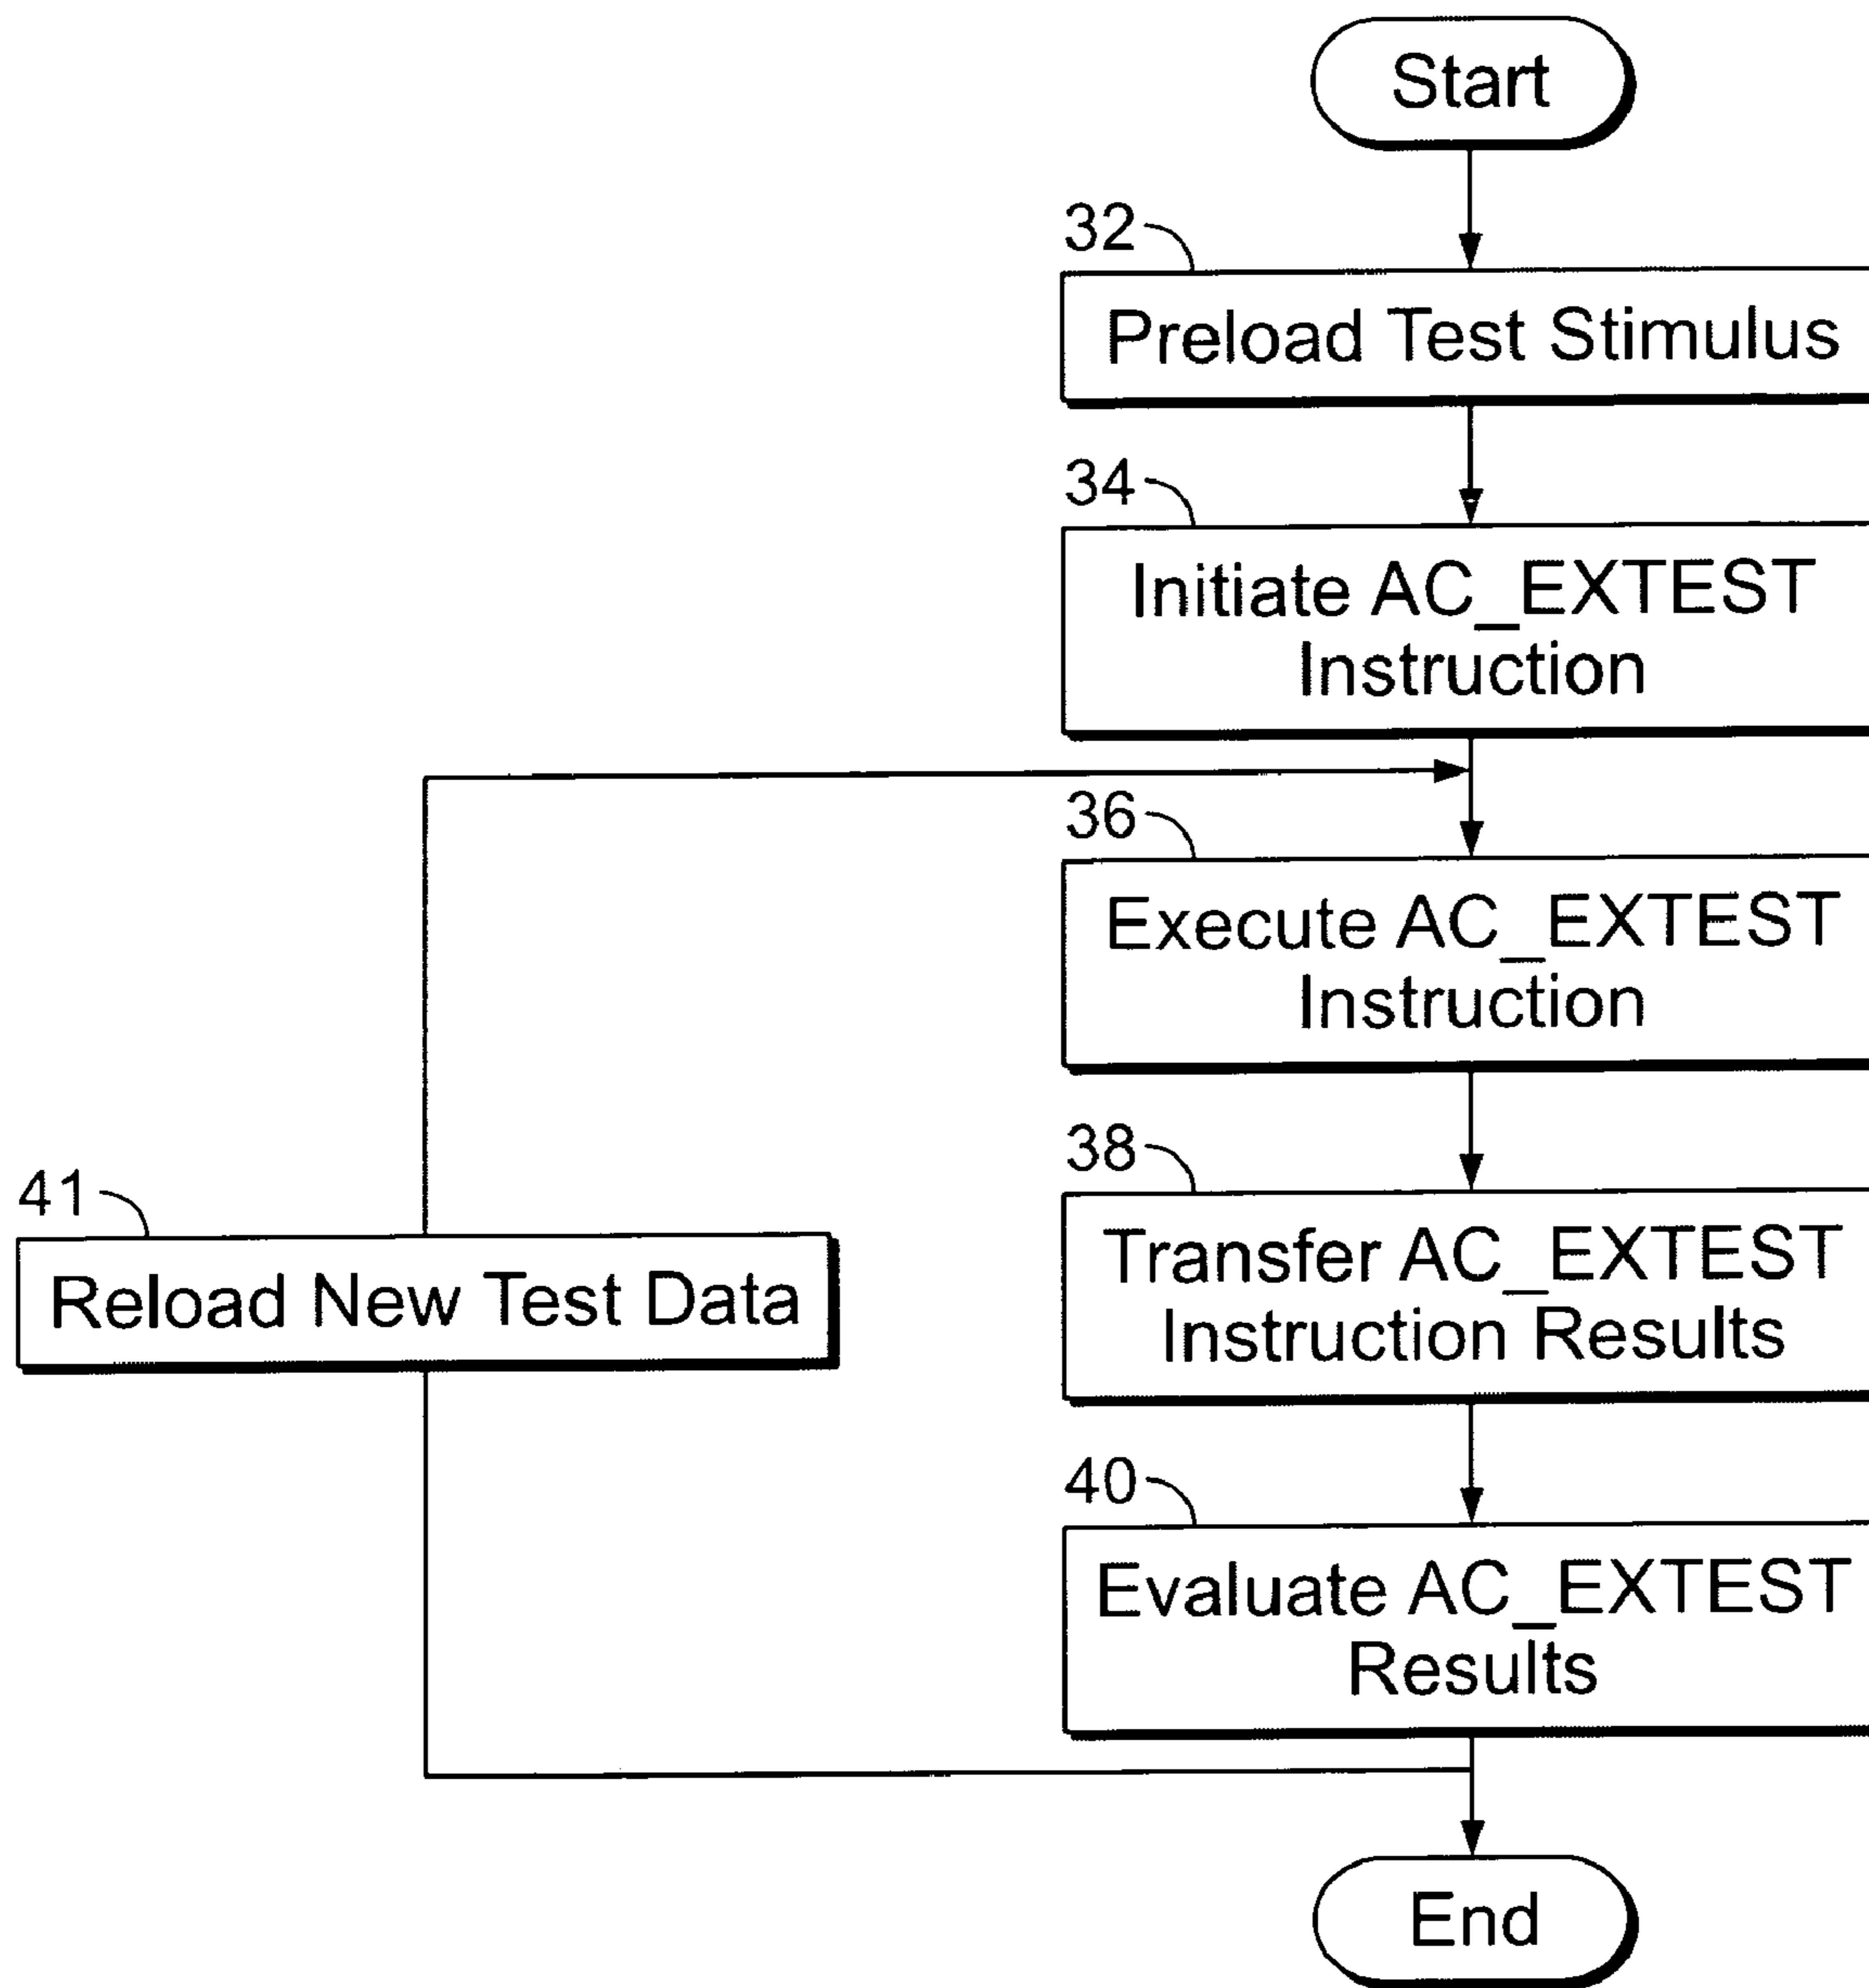 Start
32
Preload Test Stimulus
34
Initiate AC_EXTEST
Instruction
36
Execute AC_EXTEST
Instruction
38
Transfer AC_EXTEST
Instruction Results
41
Reload New Test Data
40
Evaluate AC_EXTEST
Results
End